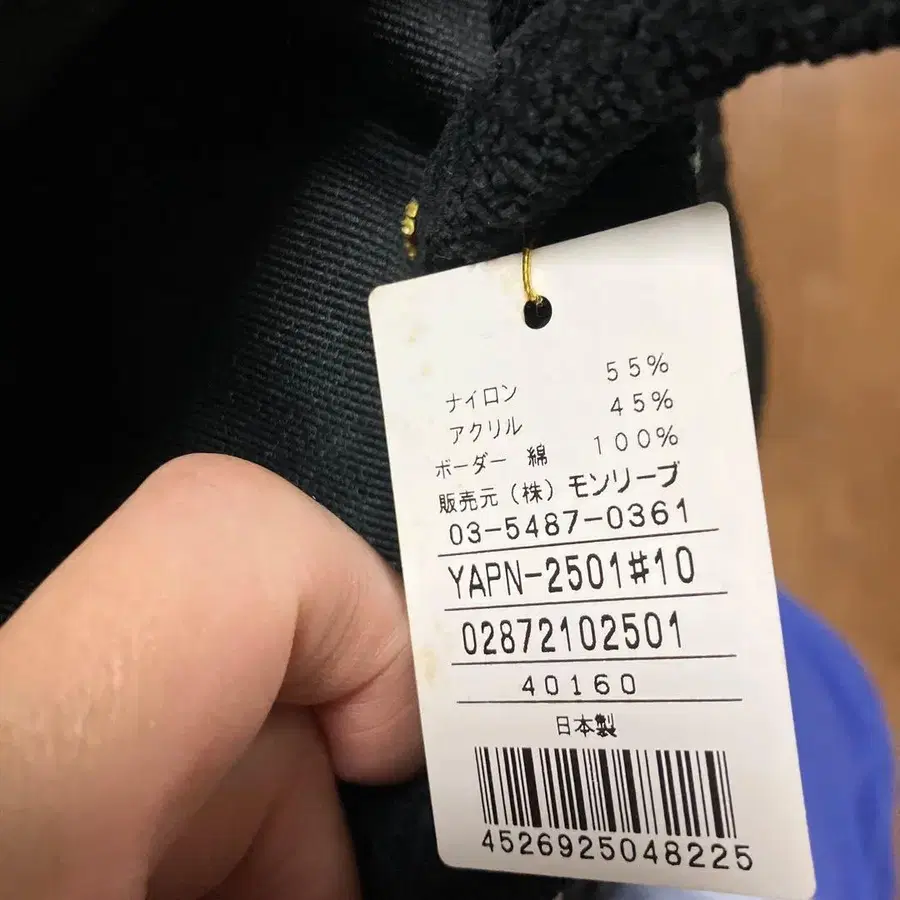 ナイロン 55%
アクリル 45%
ボーダー 綿 100%
販売元(株)モンリーブ
03-5487-0361
YAPN-2501#10
02872102501
40160
日本製
4526925048225